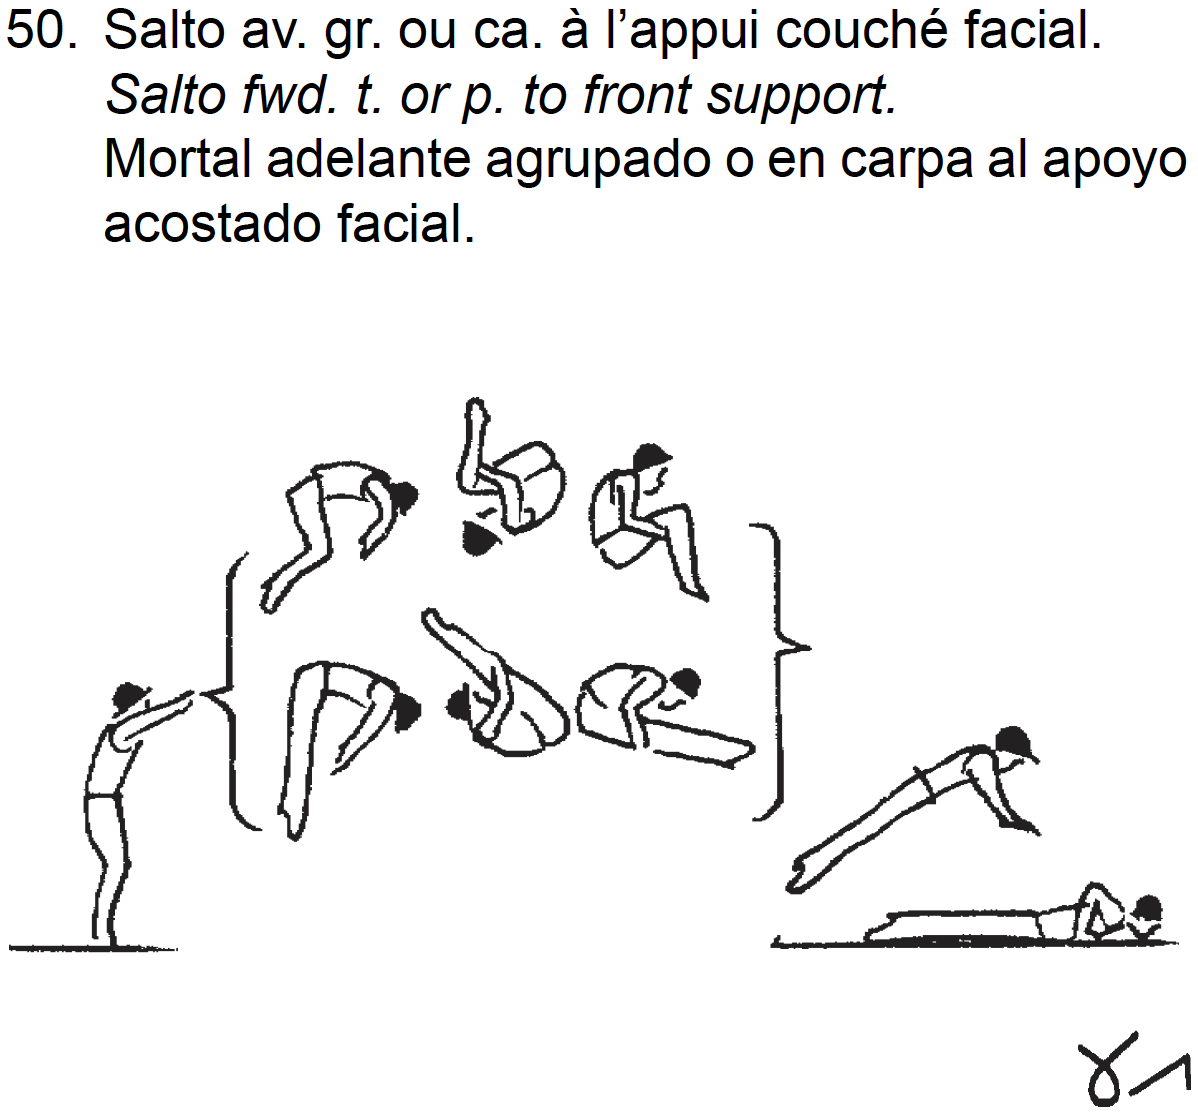 50. Salto av. gr. ou ca. à l’appui couché facial.
Salto fwd. t. or p. to front support.
Mortal adelante agrupado o en carpa al apoyo
acostado facial.